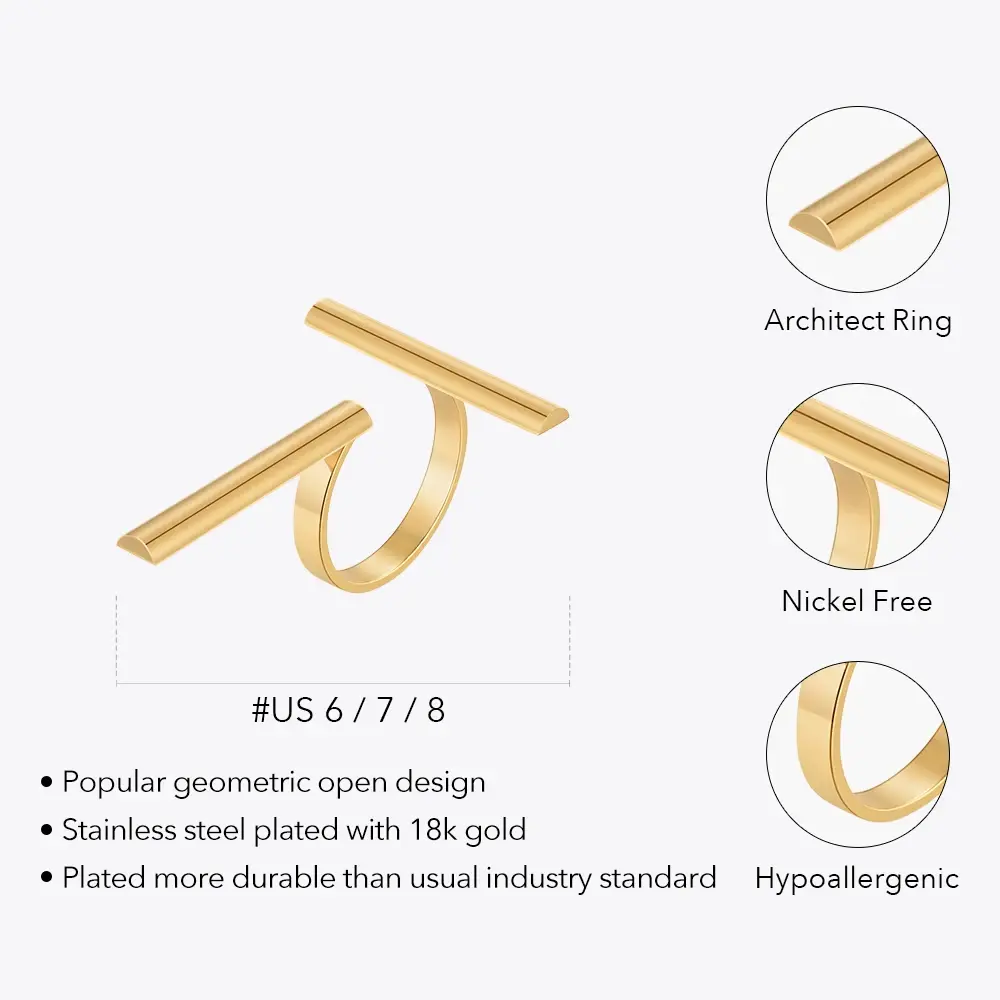 Architect Ring
Nickel Free
#US 6 / 7 / 8
• Popular geometric open design
• Stainless steel plated with 18k gold
• Plated more durable than usual industry standard
Hypoallergenic